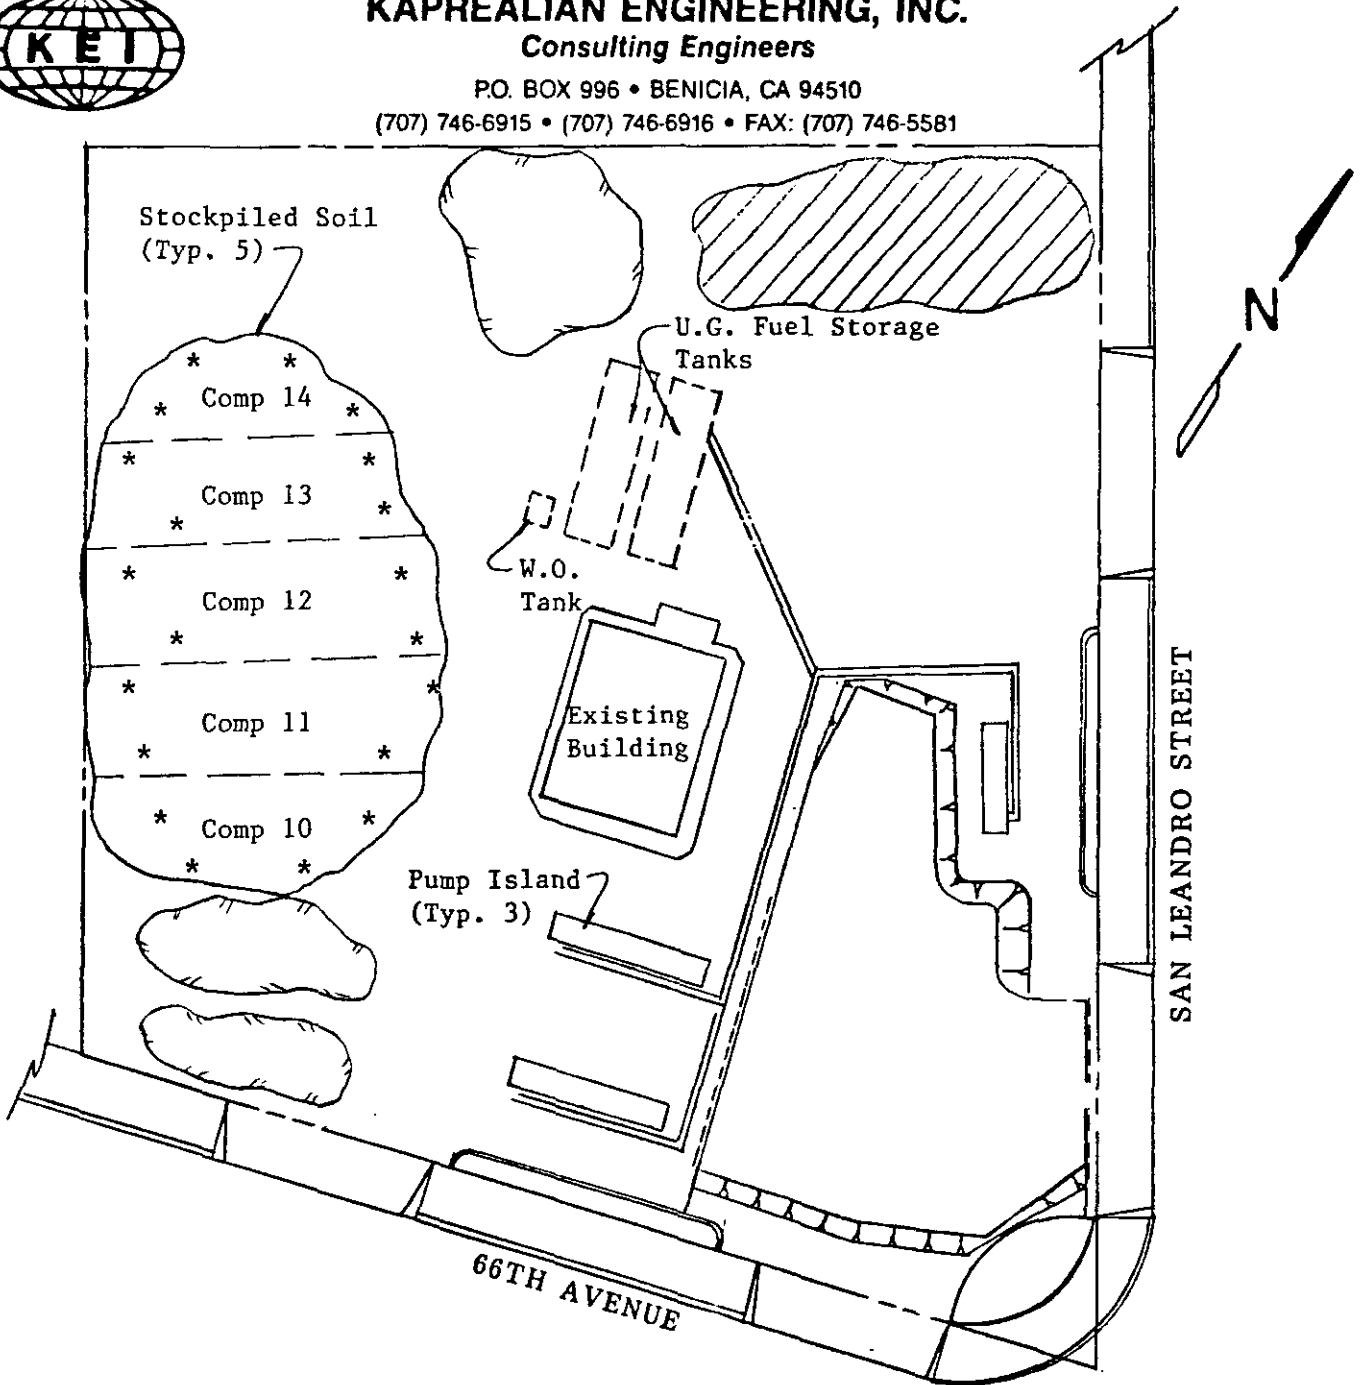 KEI
KAPREALIAN ENGINEERING, INC.
Consulting Engineers
P.O. BOX 996 • BENICIA, CA 94510
(707) 746-6915 • (707) 746-6916 • FAX: (707) 746-5581
Stockpiled Soil
(Typ. 5)
U.G. Fuel Storage
Tanks
N
* *
* Comp 14 *
* *
Comp 13
* *
* *
Comp 12
* *
* *
Comp 11
* *
* *
Comp 10
* *
W.O.
Tank
Existing
Building
Pump Island
(Typ. 3)
SAN LEANDRO STREET
66TH AVENUE